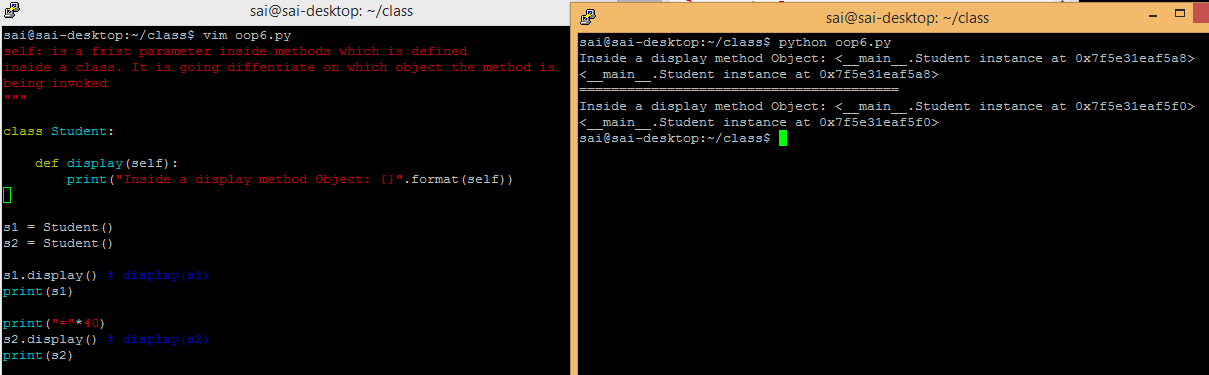 sai@sai-desktop: ~/class
sai@sai-desktop:~/class$ vim oop6.py
self: is a frist parameter inside methods which is defined
inside a class. It is going diffentiate on which object the method is
being invoked
"""
class Student:
def display(self):
print("Inside a display method Object: {}".format(self))
s1 = Student()
s2 = Student()
s1.display() # display(s1)
print(s1)
print("="*40)
s2.display() # display(s2)
print(s2)
sai@sai-desktop: ~/class
sai@sai-desktop:~/class$ python oop6.py
Inside a display method Object: <__main__.Student instance at 0x7f5e31eaf5a8>
<__main__.Student instance at 0x7f5e31eaf5a8>
========================================
Inside a display method Object: <__main__.Student instance at 0x7f5e31eaf5f0>
<__main__.Student instance at 0x7f5e31eaf5f0>
sai@sai-desktop:~/class$